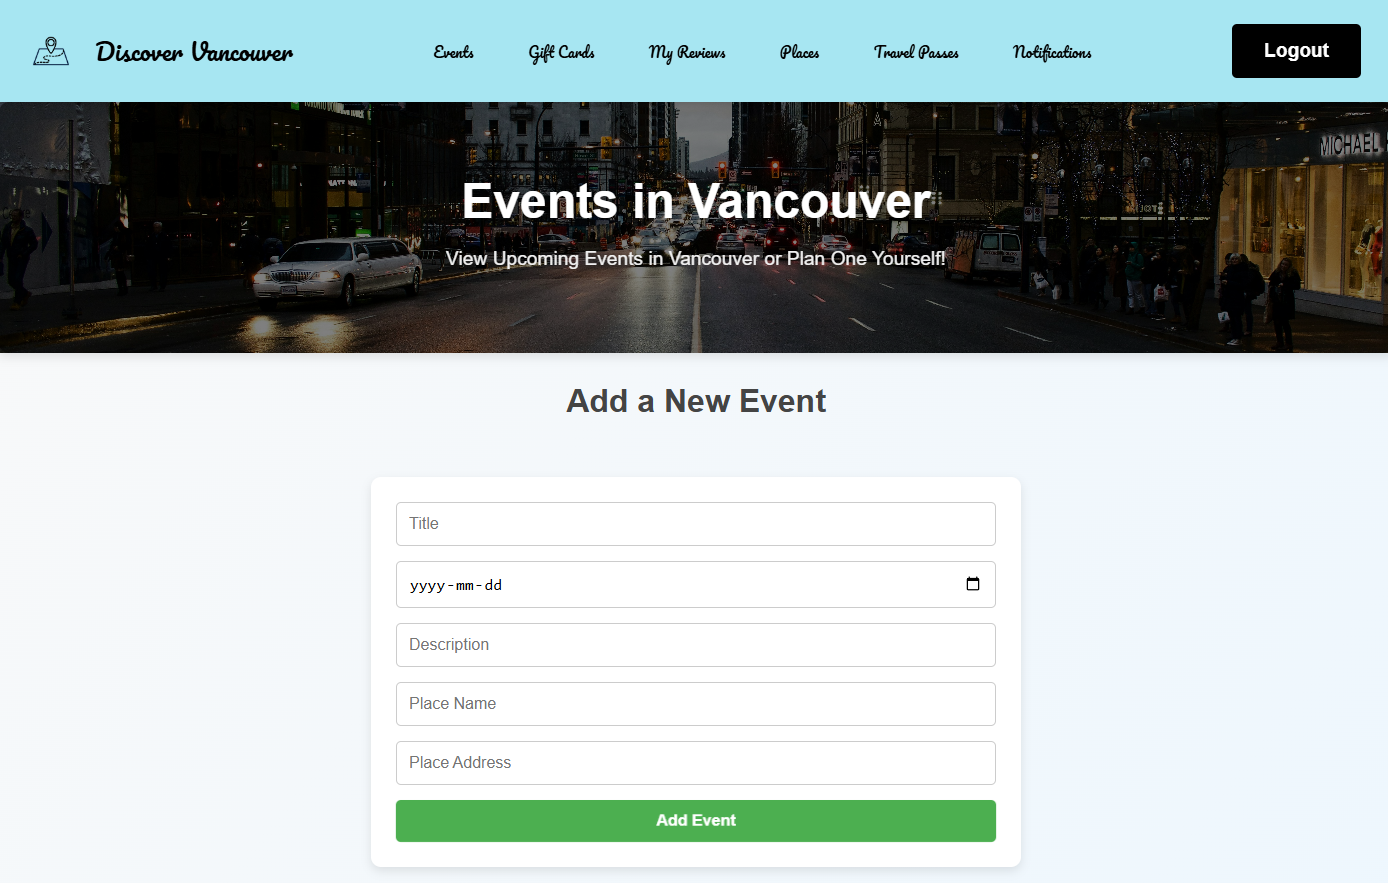 Discover Vancouver
Events
Gift Cards
My Reviews
Places
Travel Passes
Notifications
Logout
MICHAEL
Events in Vancouver
View Upcoming Events in Vancouver or Plan One Yourself!
Add a New Event
Title
yyyy-mm-dd
Description
Place Name
Place Address
Add Event